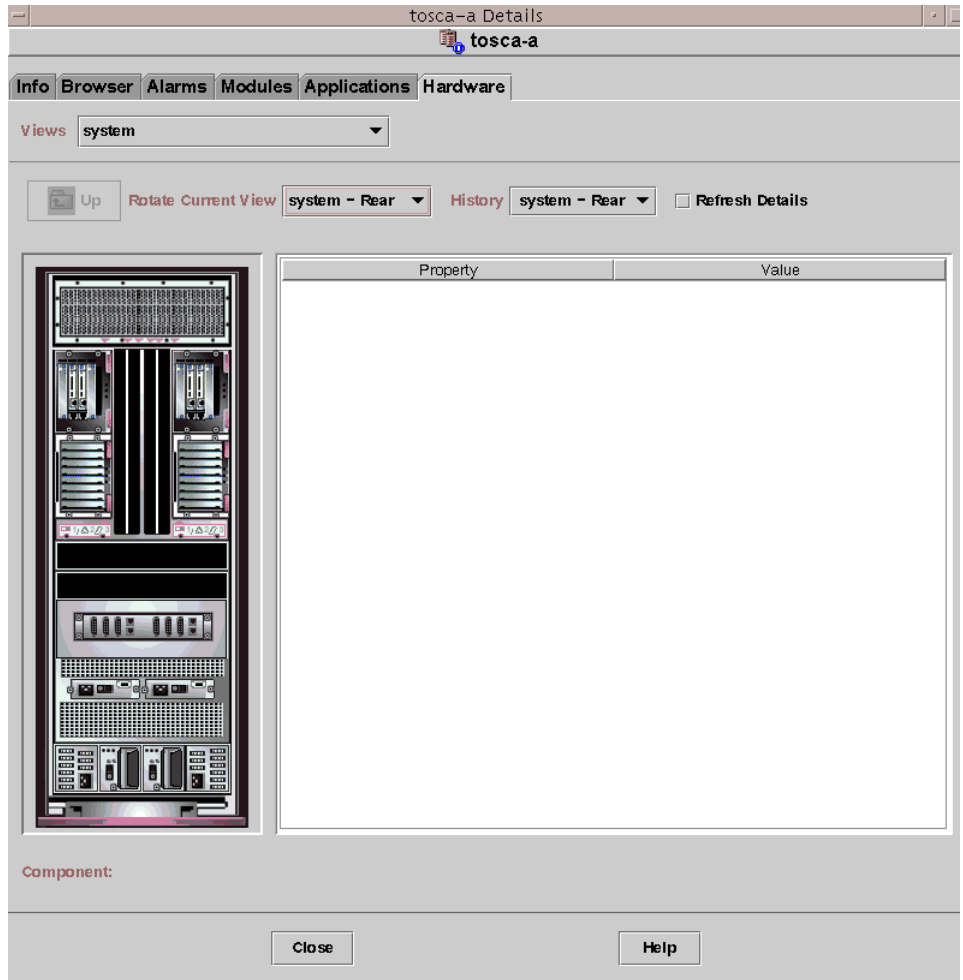 tosca–a Details
tosca-a
Info Browser Alarms Modules Applications Hardware
Views system
Up Rotate Current View system – Rear History system – Rear Refresh Details
Property Value
Component:
Close Help